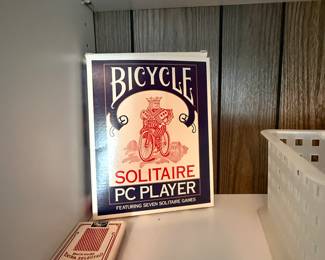 BICYCLE
SOLITAIRE
PC PLAYER
FEATURING SEVEN SOLITAIRE GAMES